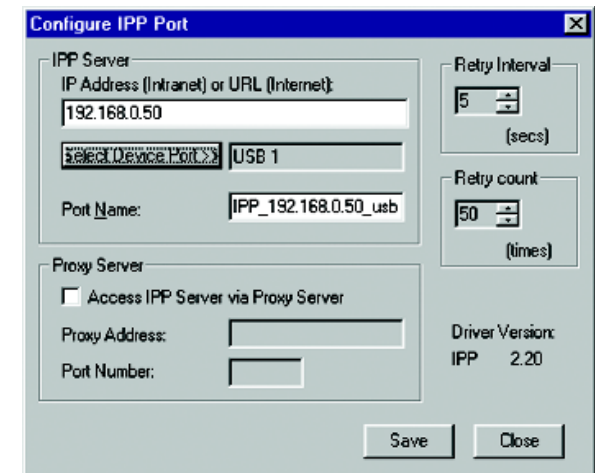 Configure IPP Port
IPP Server
IP Address (Intranet) or URL (Internet):
192.168.0.50
Select Device Port >> USB 1
Port Name: IPP_192.168.0.50_usb
Proxy Server
Access IPP Server via Proxy Server
Proxy Address:
Port Number:
Retry Interval
5
(secs)
Retry count
50
(times)
Driver Version:
IPP 2.20
Save Close